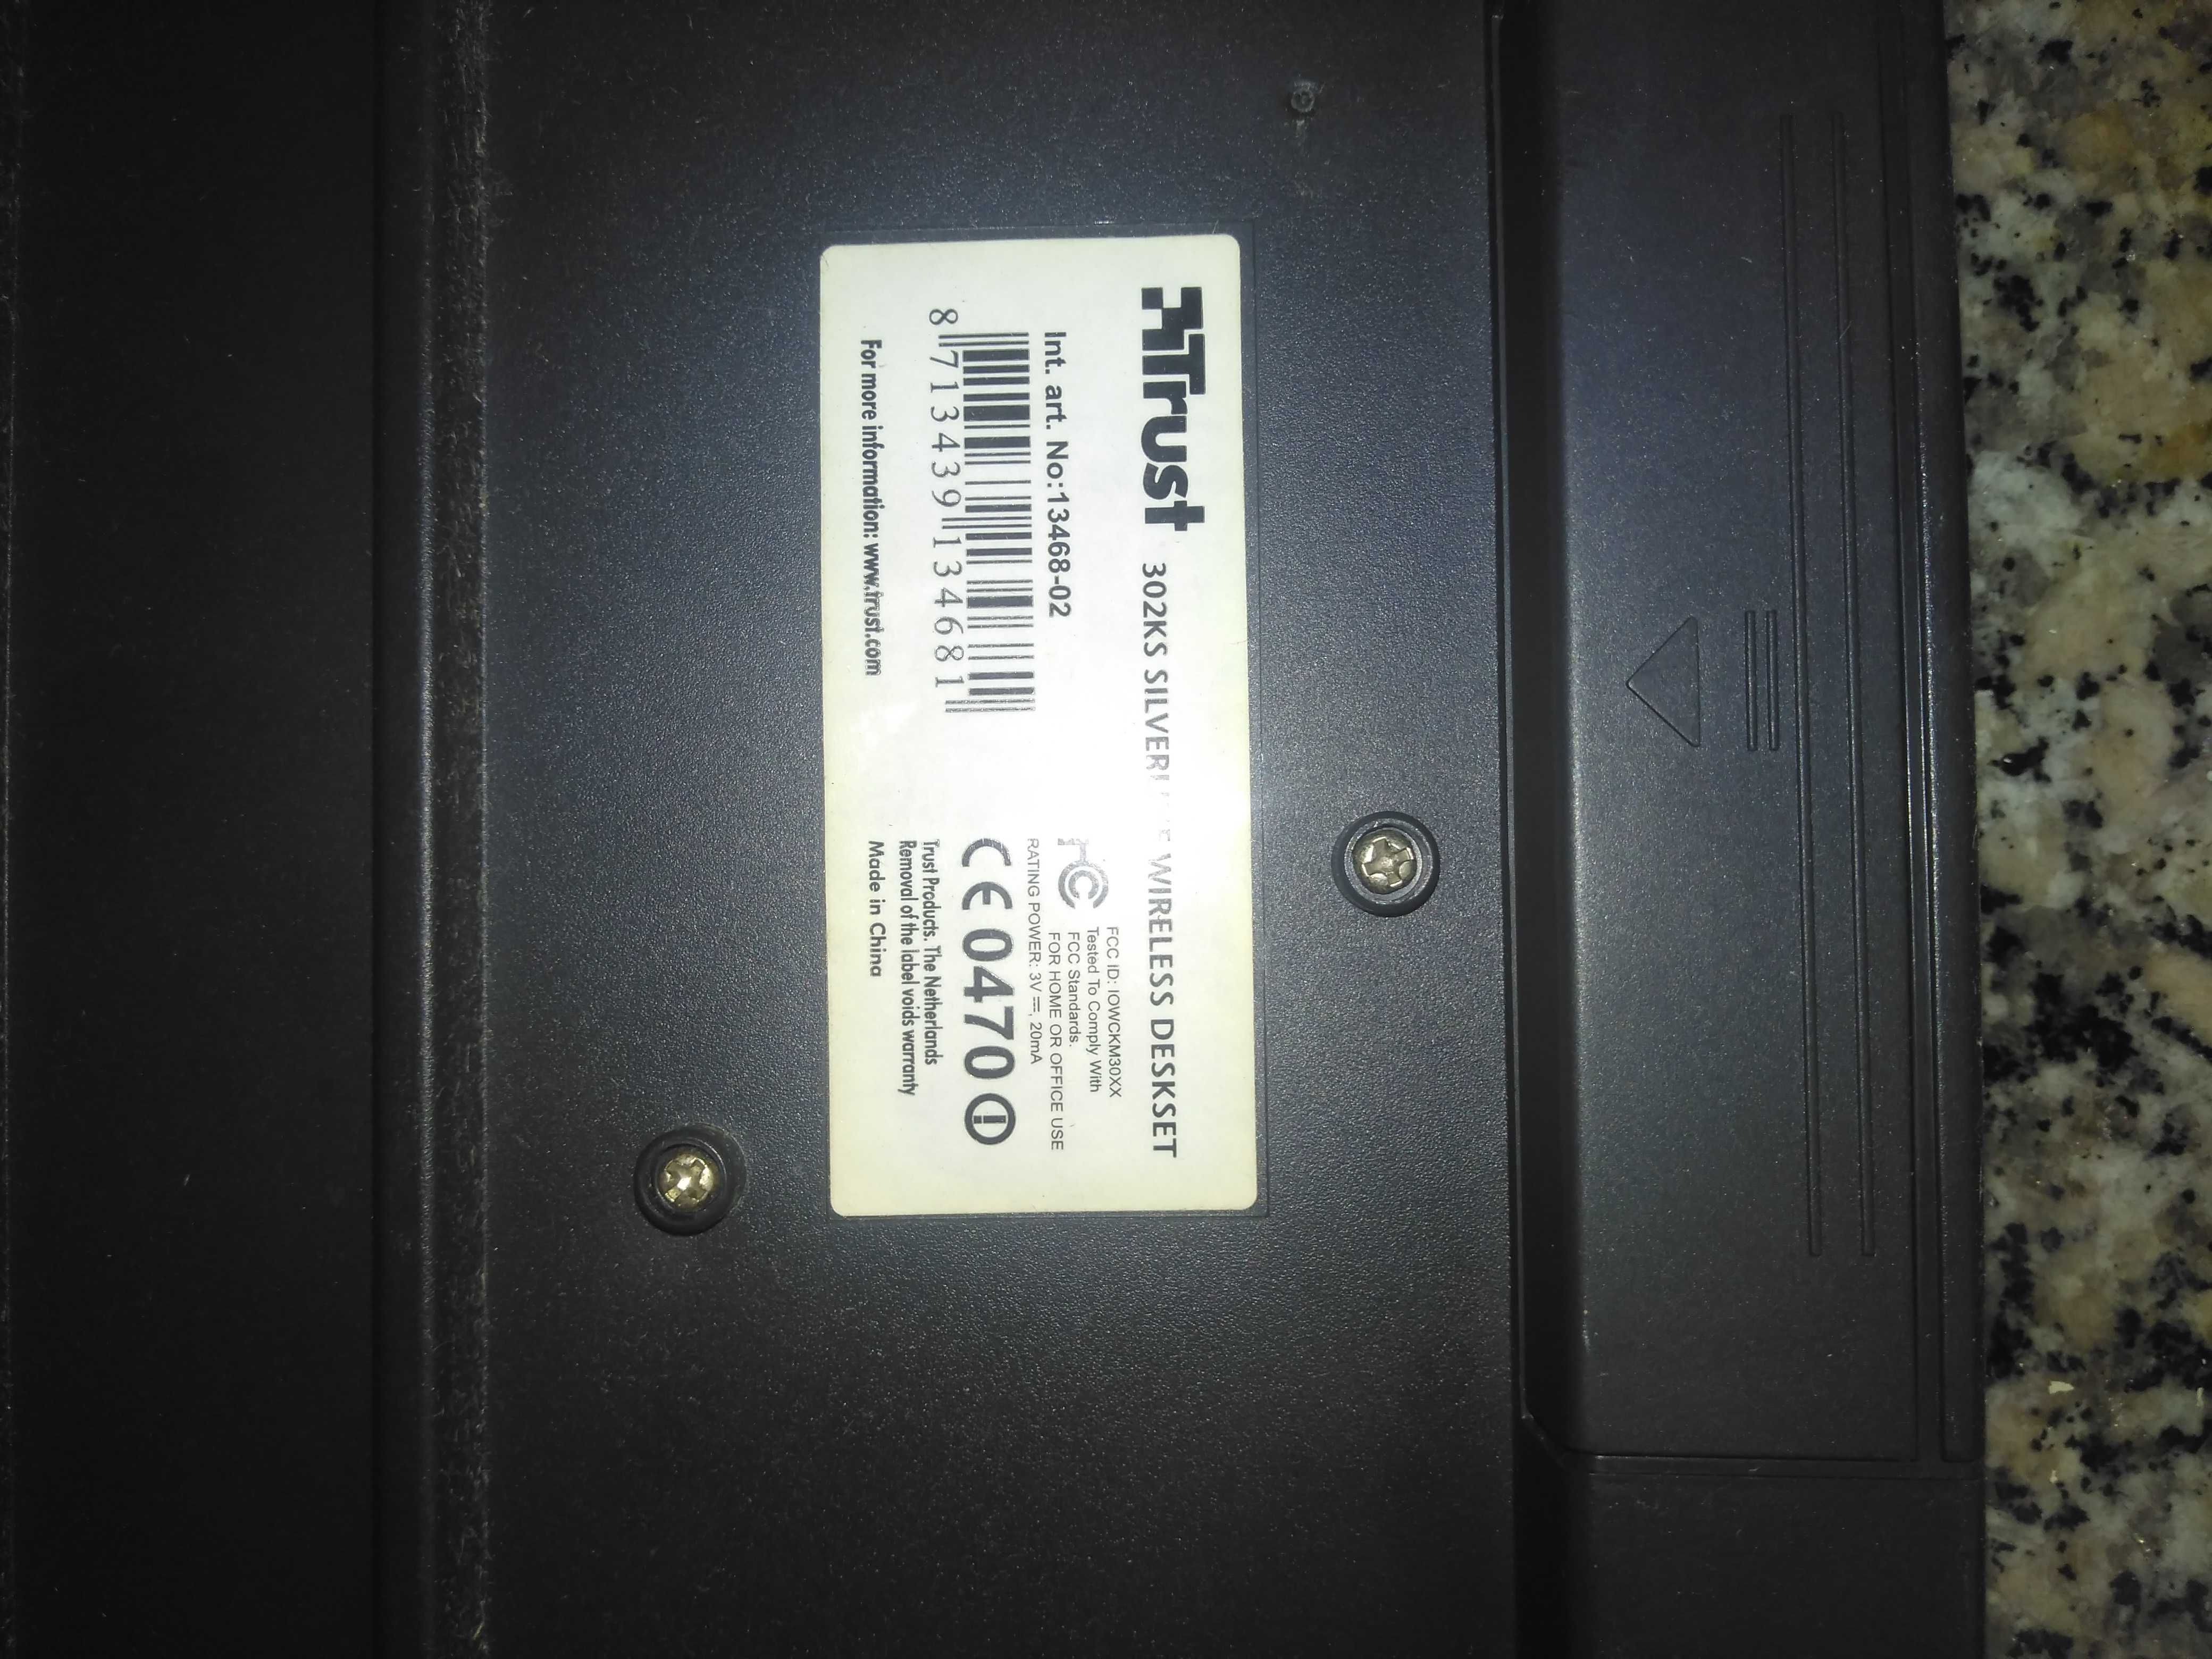 Trust 302KS SILVER WIRELESS DESKSET
Int. art. No:13468-02
8 713439 134681
For more information: www.trust.com
FC
FCC ID: IOWCKM30XX
Tested To Comply With
FCC Standards.
FOR HOME OR OFFICE USE
RATING POWER: 3V⎓, 20mA
CE 0470
Trust Products. The Netherlands
Removal of the label voids warranty
Made in China